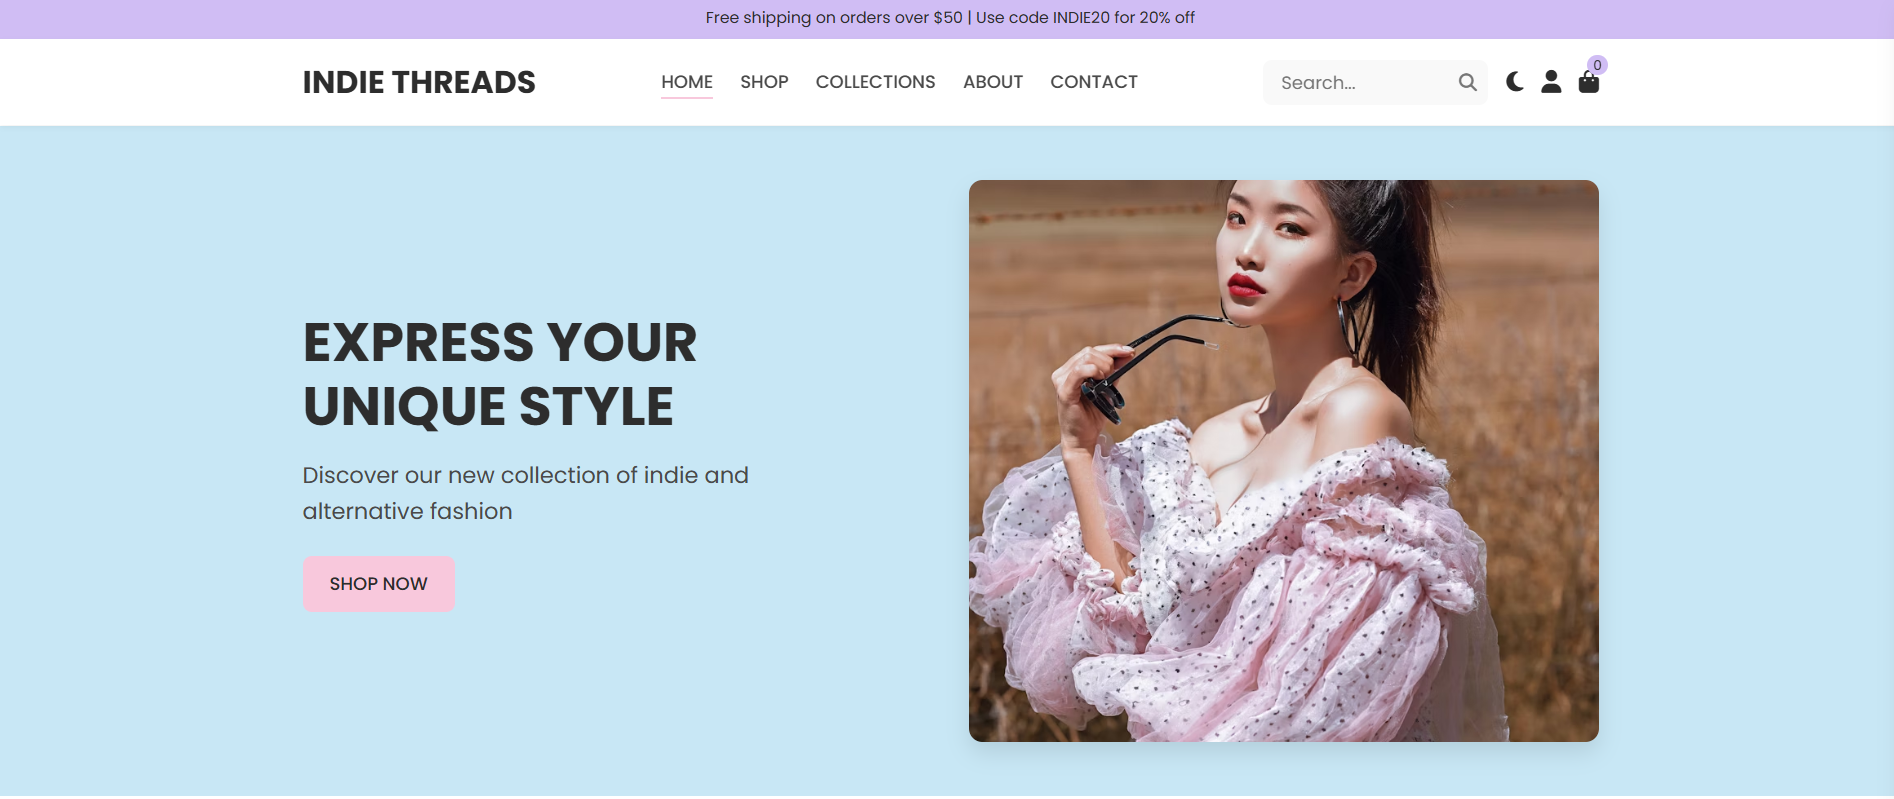 Free shipping on orders over $50 | Use code INDIE20 for 20% off
INDIE THREADS
HOME SHOP COLLECTIONS ABOUT CONTACT
Search...
0
EXPRESS YOUR
UNIQUE STYLE
Discover our new collection of indie and
alternative fashion
SHOP NOW